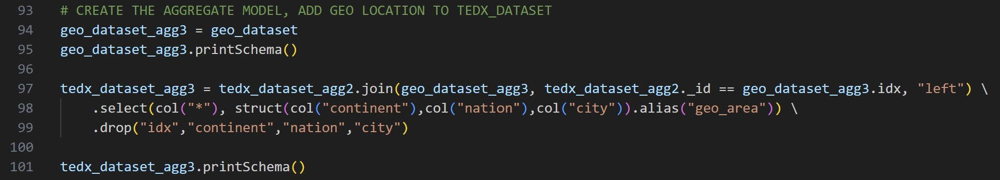 93 # CREATE THE AGGREGATE MODEL, ADD GEO LOCATION TO TEDX_DATASET
94 geo_dataset_agg3 = geo_dataset
95 geo_dataset_agg3.printSchema()
96
97 tedx_dataset_agg3 = tedx_dataset_agg2.join(geo_dataset_agg3, tedx_dataset_agg2._id == geo_dataset_agg3.idx, "left") \
98     .select(col("*"), struct(col("continent"),col("nation"),col("city")).alias("geo_area")) \
99     .drop("idx","continent","nation","city")
100
101 tedx_dataset_agg3.printSchema()